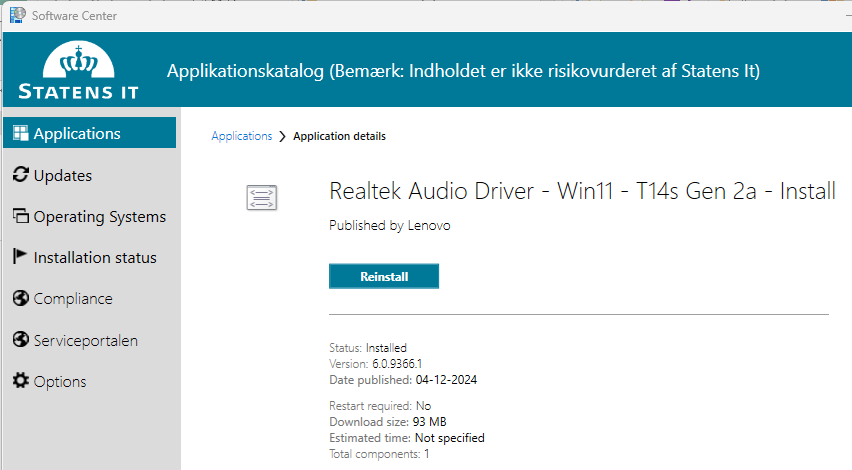 Software Center
STATENS IT
Applikationskatalog (Bemærk: Indholdet er ikke risikovurderet af Statens It)
Applications
Updates
Operating Systems
Installation status
Compliance
Serviceportalen
Options
Applications > Application details
Realtek Audio Driver - Win11 - T14s Gen 2a - Install
Published by Lenovo
Reinstall
Status: Installed
Version: 6.0.9366.1
Date published: 04-12-2024
Restart required: No
Download size: 93 MB
Estimated time: Not specified
Total components: 1